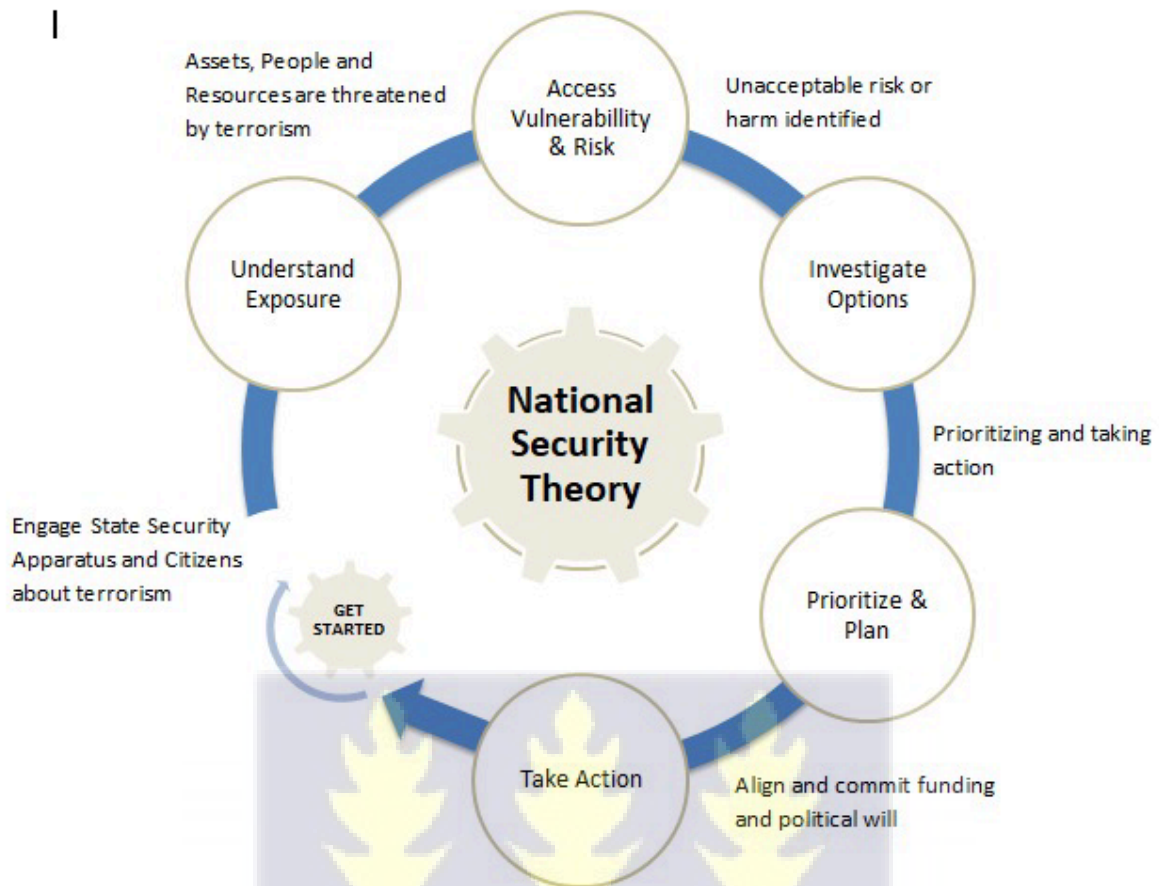 I
Assets, People and
Resources are threatened
by terrorism
Access
Vulnerabillity
& Risk
Unacceptable risk or
harm identified
Understand
Exposure
Investigate
Options
National
Security
Theory
Prioritizing and taking
action
Engage State Security
Apparatus and Citizens
about terrorism
GET
STARTED
Prioritize &
Plan
Take Action
Align and commit funding
and political will